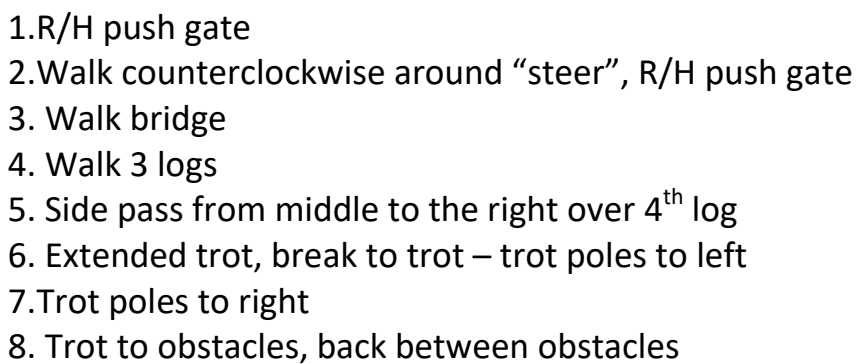 1.R/H push gate
2.Walk counterclockwise around “steer”, R/H push gate
3. Walk bridge
4. Walk 3 logs
5. Side pass from middle to the right over 4th log
6. Extended trot, break to trot – trot poles to left
7.Trot poles to right
8. Trot to obstacles, back between obstacles